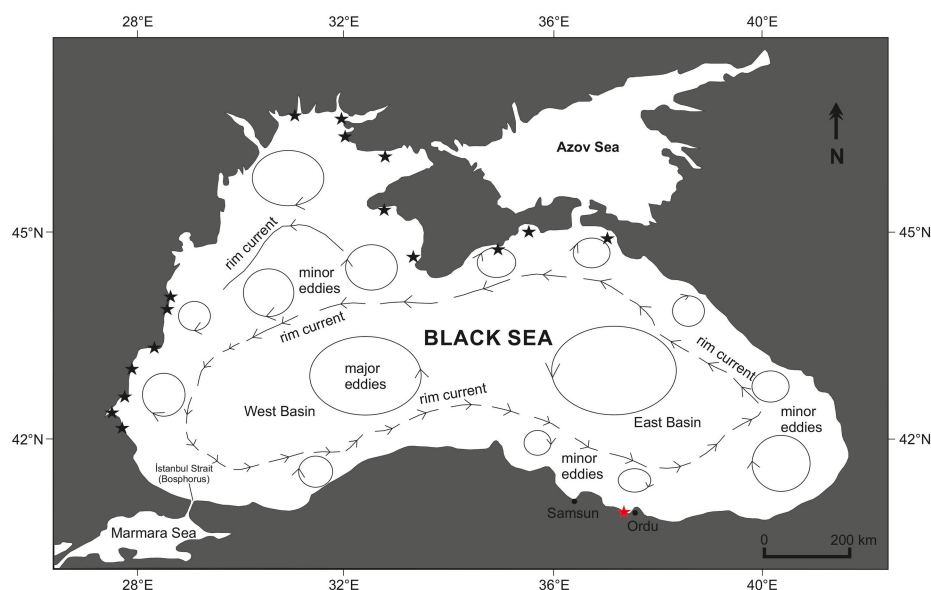 28°E
32°E
36°E
40°E
Azov Sea
N
45°N
45°N
rim current
minor
eddies
rim current
BLACK SEA
rim current
major
eddies
rim current
West Basin
East Basin
minor
eddies
42°N
42°N
minor
eddies
İstanbul Strait
(Bosphorus)
Samsun
Ordu
Marmara Sea
0
200 km
28°E
32°E
36°E
40°E